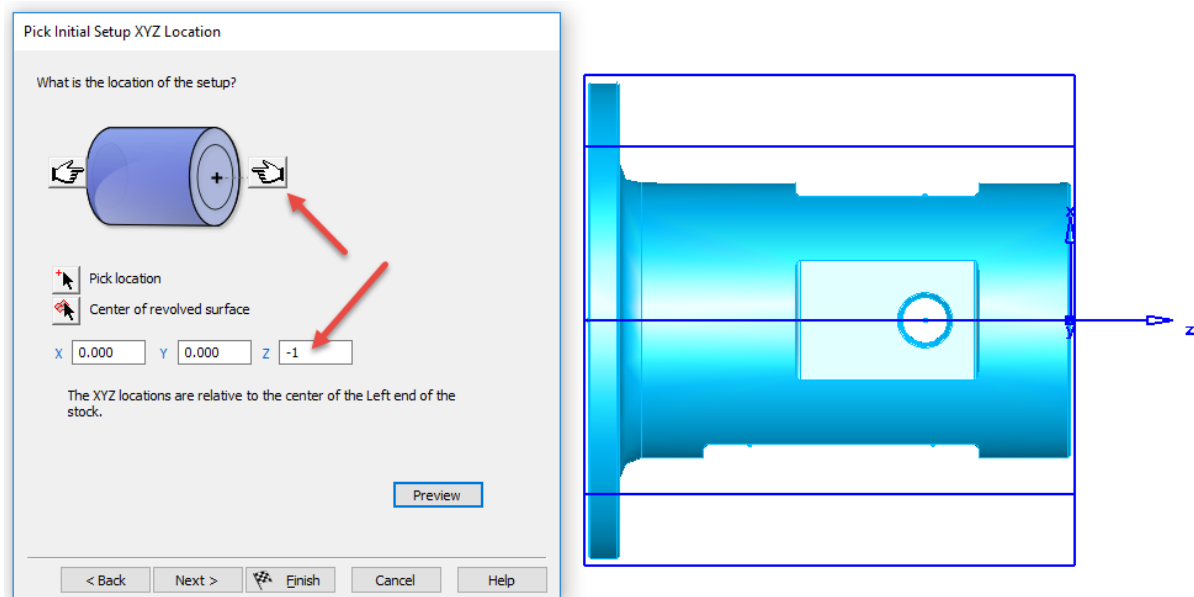 Pick Initial Setup XYZ Location
What is the location of the setup?
Pick location
Center of revolved surface
X 0.000 Y 0.000 Z -1
The XYZ locations are relative to the center of the Left end of the
stock.
Preview
< Back Next > Finish Cancel Help
x
z
y